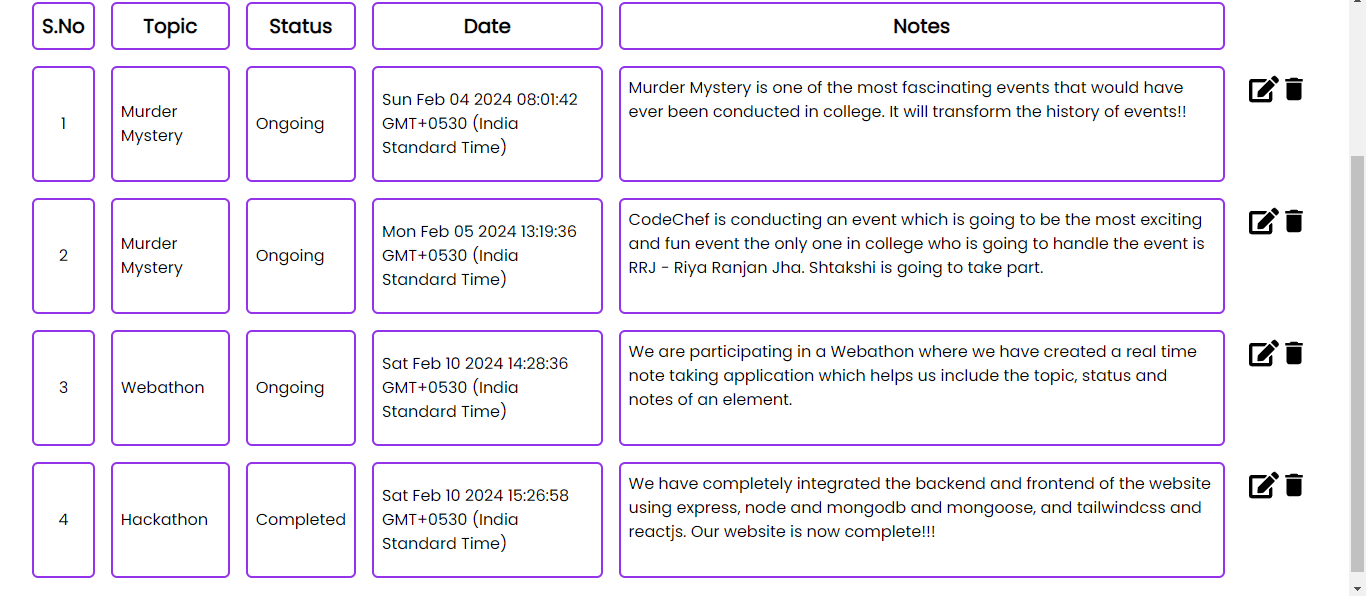 S.No Topic Status Date Notes
1
Murder
Mystery
Ongoing
Sun Feb 04 2024 08:01:42
GMT+0530 (India
Standard Time)
Murder Mystery is one of the most fascinating events that would have
ever been conducted in college. It will transform the history of events!!
2
Murder
Mystery
Ongoing
Mon Feb 05 2024 13:19:36
GMT+0530 (India
Standard Time)
CodeChef is conducting an event which is going to be the most exciting
and fun event the only one in college who is going to handle the event is
RRJ - Riya Ranjan Jha. Shtakshi is going to take part.
3
Webathon
Ongoing
Sat Feb 10 2024 14:28:36
GMT+0530 (India
Standard Time)
We are participating in a Webathon where we have created a real time
note taking application which helps us include the topic, status and
notes of an element.
4
Hackathon
Completed
Sat Feb 10 2024 15:26:58
GMT+0530 (India
Standard Time)
We have completely integrated the backend and frontend of the website
using express, node and mongodb and mongoose, and tailwindcss and
reactjs. Our website is now complete!!!